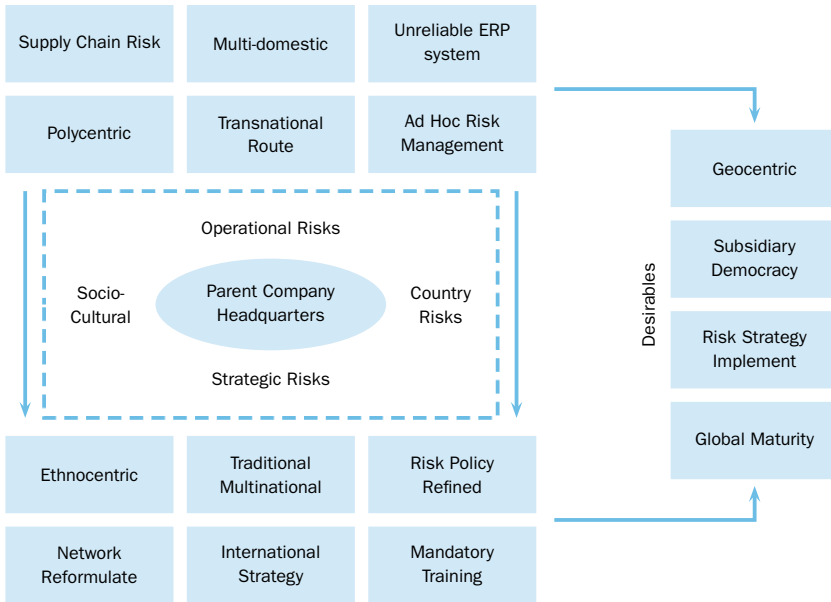 Supply Chain Risk
Multi-domestic
Unreliable ERP
system
Polycentric
Transnational
Route
Ad Hoc Risk
Management
Operational Risks
Socio-
Cultural
Parent Company
Headquarters
Country
Risks
Strategic Risks
Ethnocentric
Traditional
Multinational
Risk Policy
Refined
Network
Reformulate
International
Strategy
Mandatory
Training
Desirables
Geocentric
Subsidiary
Democracy
Risk Strategy
Implement
Global Maturity